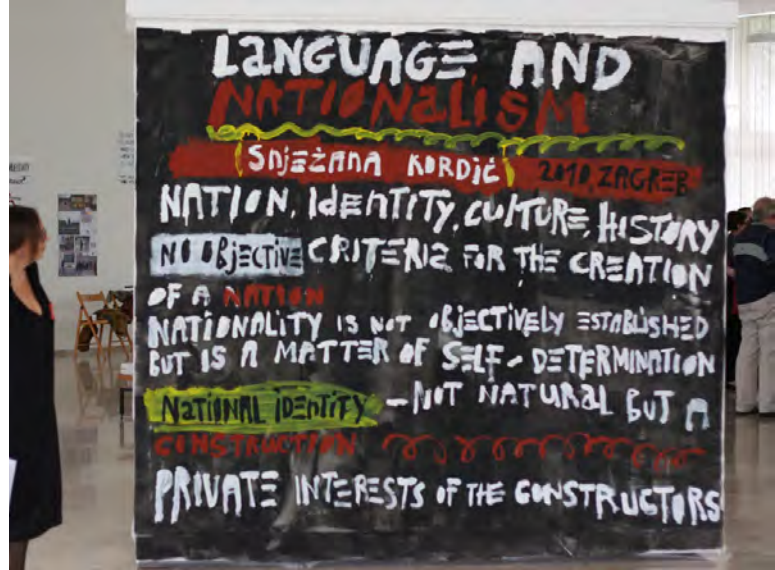 LaNGUAGE AND
NATIONaLiSM
SnjEŽANA KORDiĆ 2010, ZAGREB
NATION, IdENTiTY, CULTURE, HiSTORY
NO OBjECTIVE CRITERIA FOR THE CREATION
OF A NATION
NATiONALiTY IS NOT OBjECTIVELY ESTABLISHED
BUT IS A MATTER OF SELF-DETERMINATION
NATIONAL IDENTITY – NOT NATURAL BUT A
CONSTRUCTION
PRIVATE INTERESTS OF THE CONSTRUCTORS